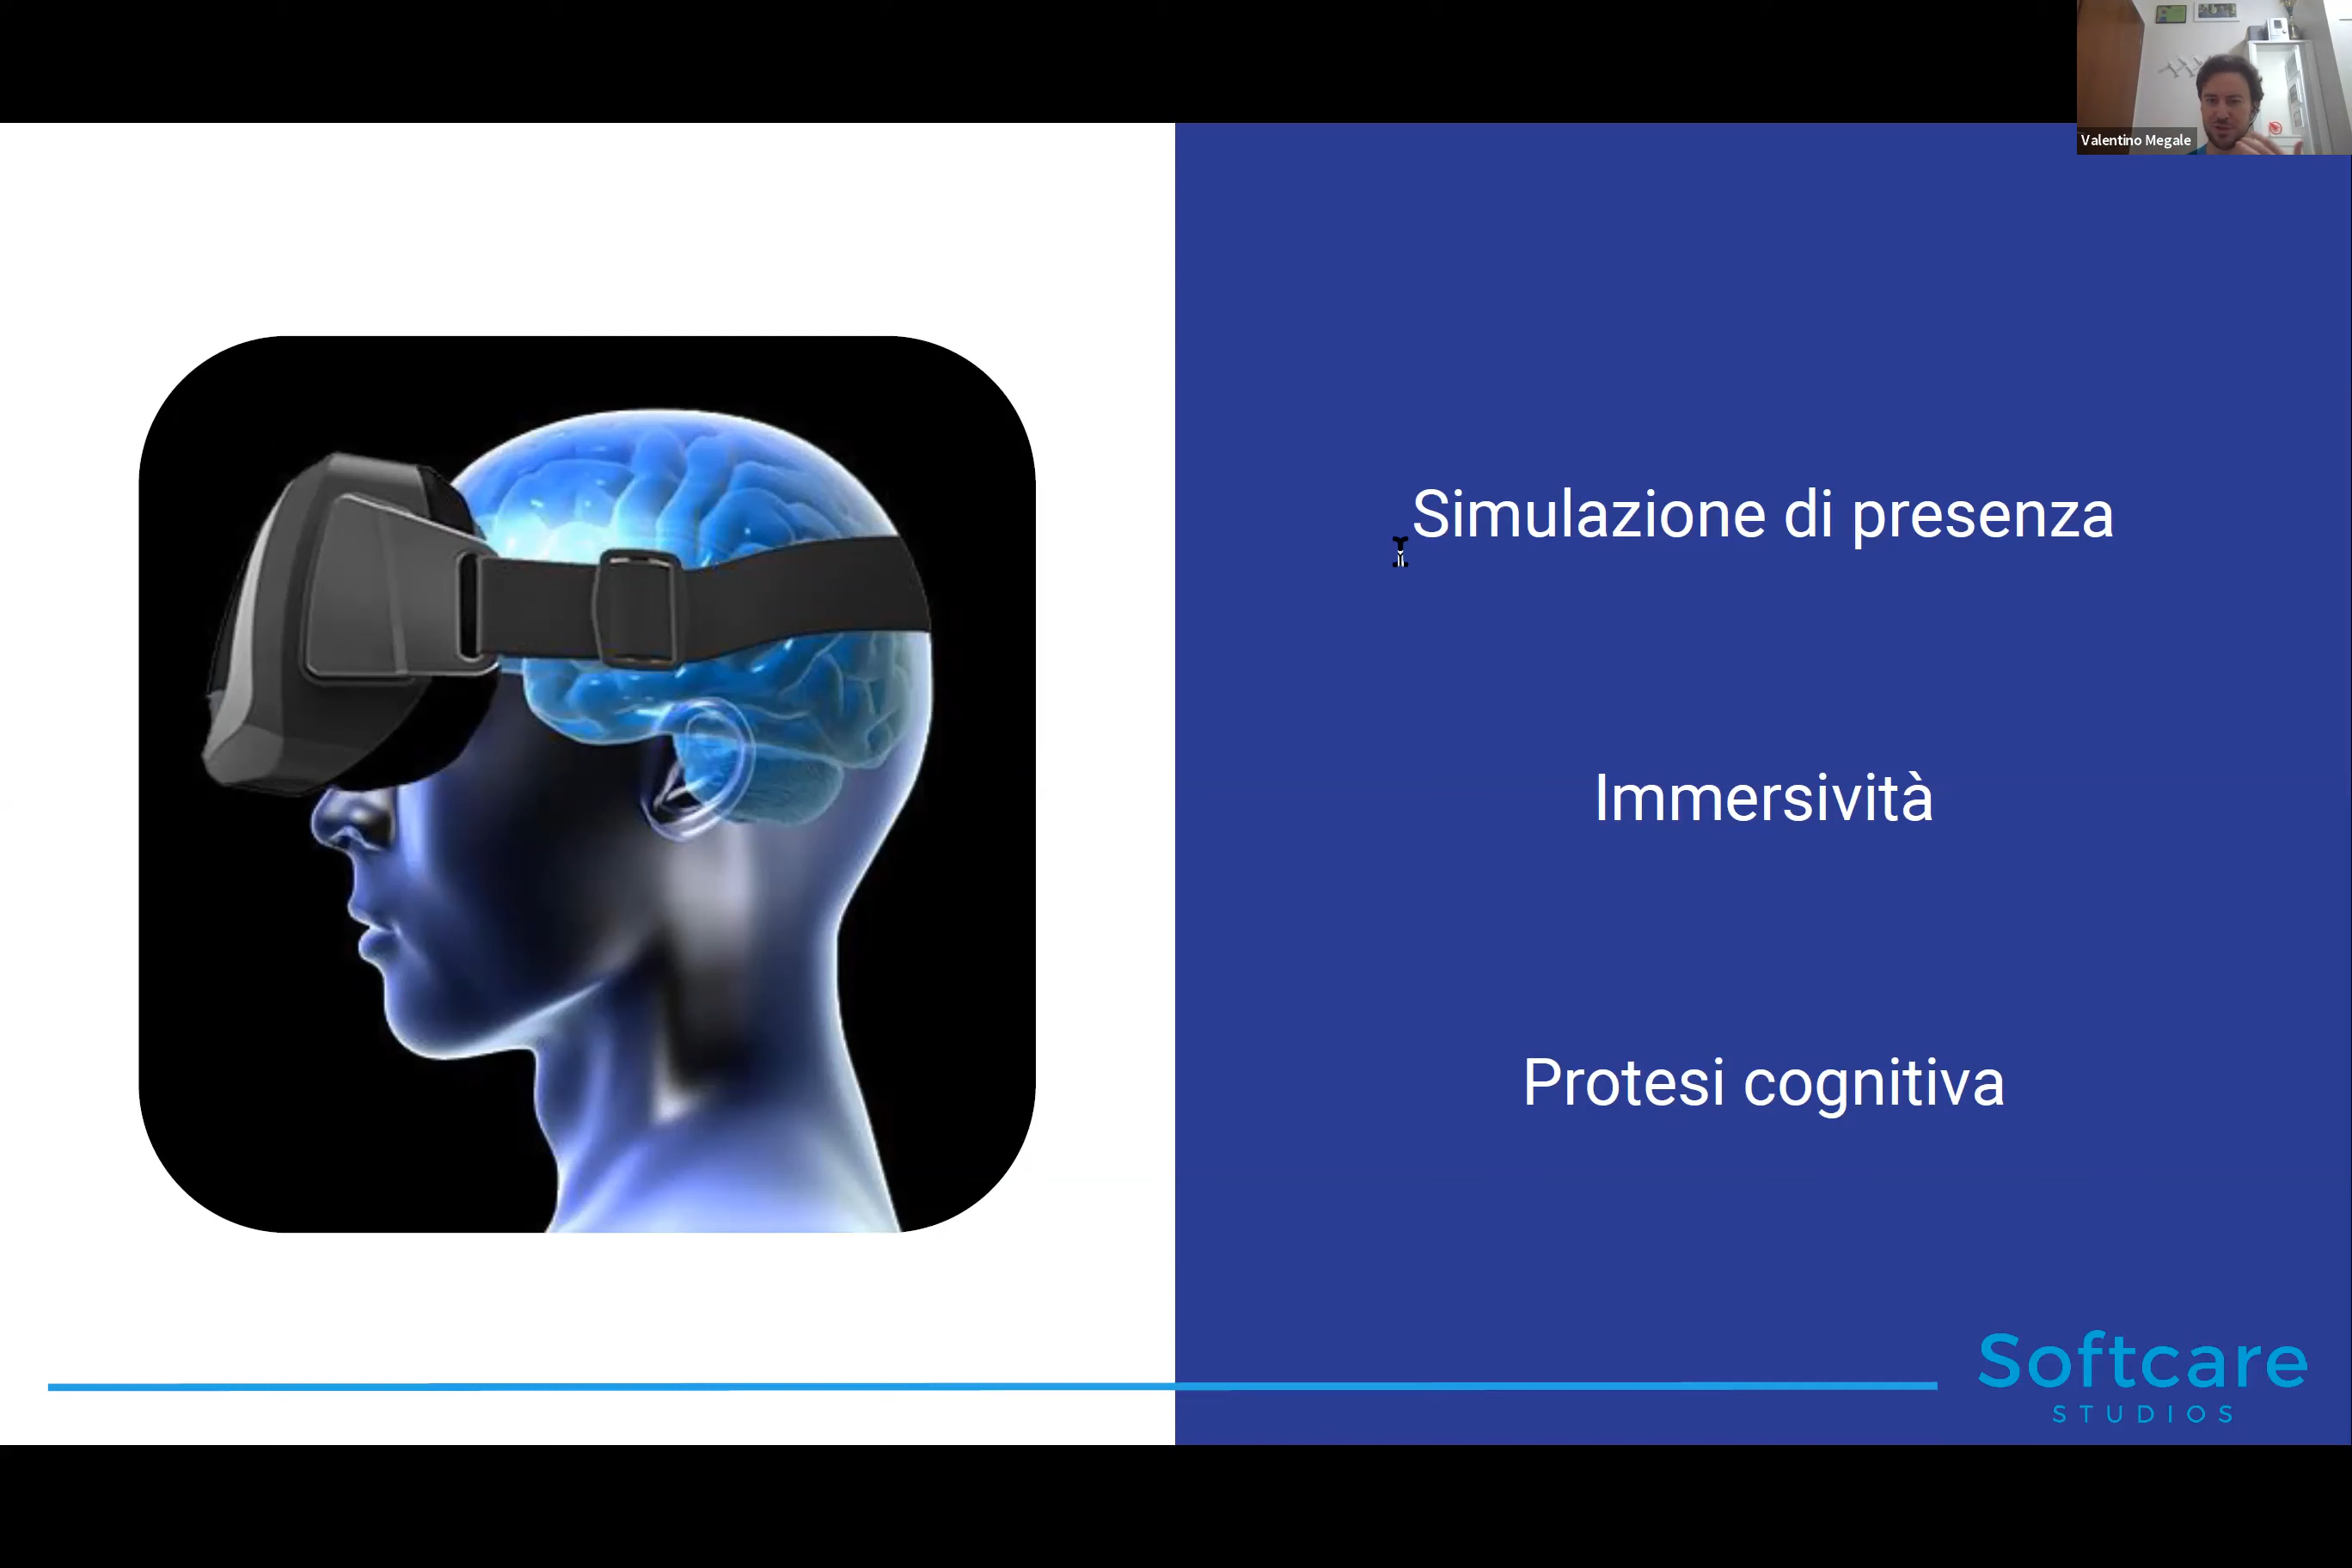 Valentino Megale
Simulazione di presenza
Immersività
Protesi cognitiva
Softcare
STUDIOS